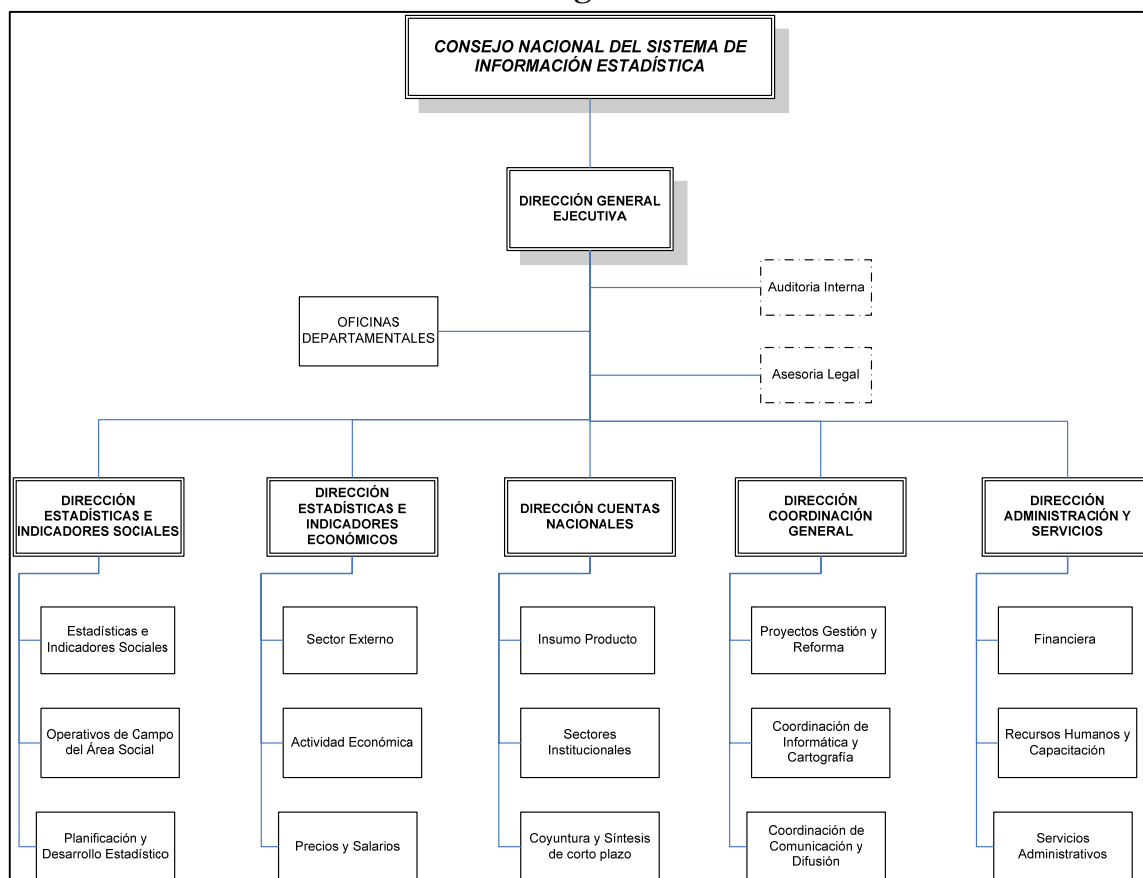 CONSEJO NACIONAL DEL SISTEMA DE
INFORMACIÓN ESTADÍSTICA
DIRECCIÓN GENERAL
EJECUTIVA
Auditoria Interna
OFICINAS
DEPARTAMENTALES
Asesoria Legal
DIRECCIÓN
ESTADÍSTICAS E
INDICADORES SOCIALES
DIRECCIÓN
ESTADÍSTICAS E
INDICADORES
ECONÓMICOS
DIRECCIÓN CUENTAS
NACIONALES
DIRECCIÓN
COORDINACIÓN
GENERAL
DIRECCIÓN
ADMINISTRACIÓN Y
SERVICIOS
Estadísticas e
Indicadores Sociales
Sector Externo
Insumo Producto
Proyectos Gestión y
Reforma
Financiera
Operativos de Campo
del Área Social
Actividad Económica
Sectores
Institucionales
Coordinación de
Informática y
Cartografía
Recursos Humanos y
Capacitación
Planificación y
Desarrollo Estadístico
Precios y Salarios
Coyuntura y Síntesis
de corto plazo
Coordinación de
Comunicación y
Difusión
Servicios
Administrativos